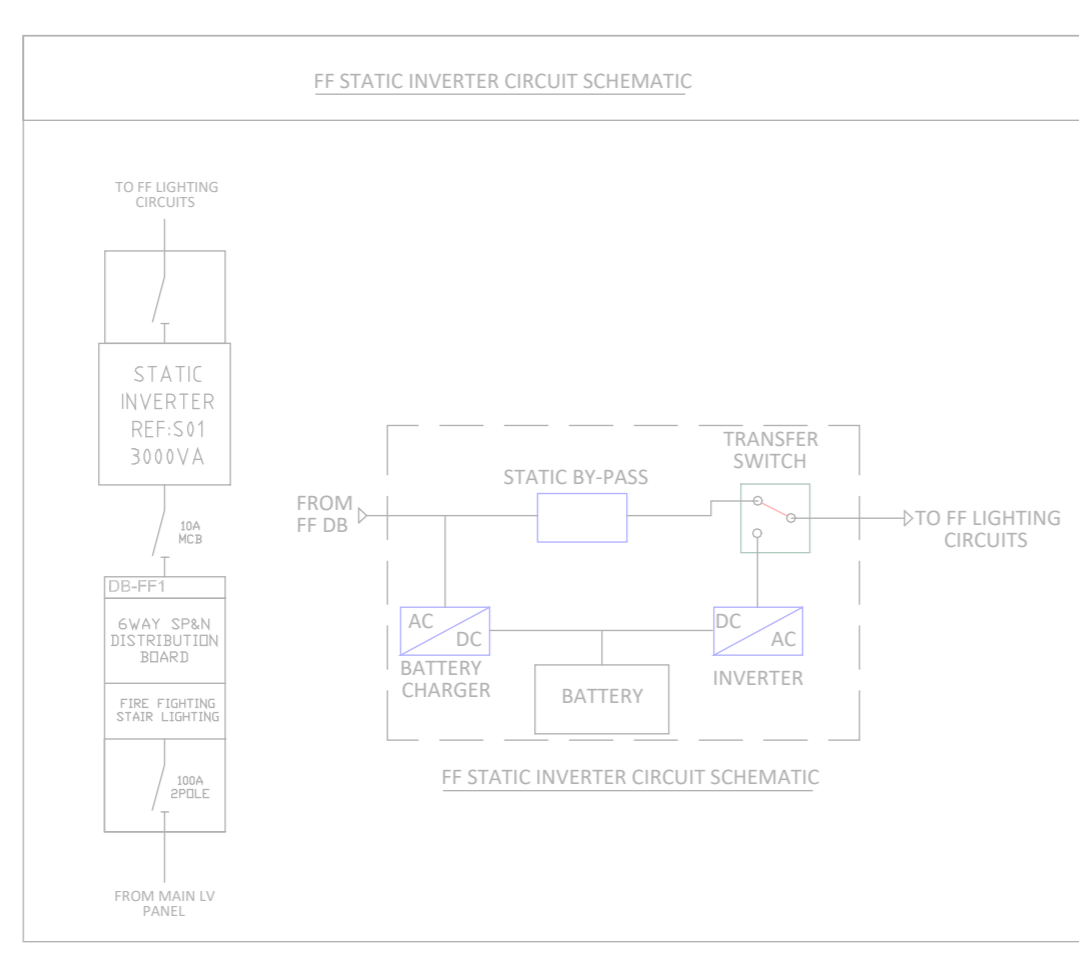 FF STATIC INVERTER CIRCUIT SCHEMATIC
TO FF LIGHTING
CIRCUITS
STATIC
INVERTER
REF:S01
3000VA
10A
MCB
DB-FF1
6WAY SP&N
DISTRIBUTION
BOARD
FIRE FIGHTING
STAIR LIGHTING
100A
2POLE
FROM MAIN LV
PANEL
TRANSFER
SWITCH
STATIC BY-PASS
FROM
FF DB
TO FF LIGHTING
CIRCUITS
AC
DC
BATTERY
CHARGER
BATTERY
DC
AC
INVERTER
FF STATIC INVERTER CIRCUIT SCHEMATIC